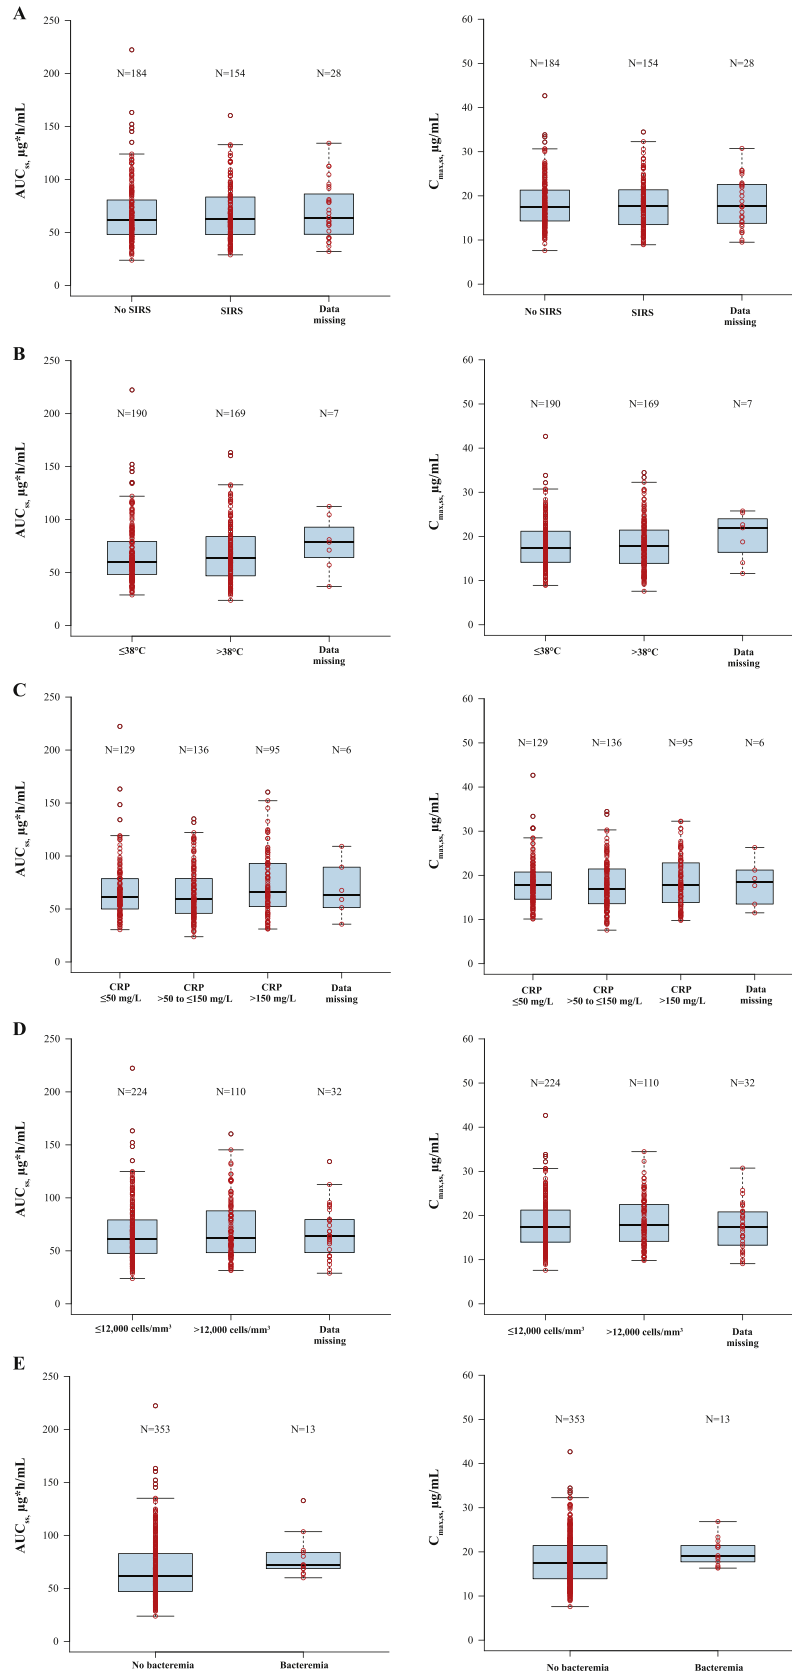 A
AUCss, µg*h/mL
250
200
150
100
50
0
N=184
N=154
N=28
No SIRS
SIRS
Data
missing
Cmax,ss, µg/mL
60
50
40
30
20
10
0
N=184
N=154
N=28
No SIRS
SIRS
Data
missing
B
AUCss, µg*h/mL
250
200
150
100
50
0
N=190
N=169
N=7
≤38°C
>38°C
Data
missing
Cmax,ss, µg/mL
60
50
40
30
20
10
0
N=190
N=169
N=7
≤38°C
>38°C
Data
missing
C
AUCss, µg*h/mL
250
200
150
100
50
0
N=129
N=136
N=95
N=6
CRP
≤50 mg/L
CRP
>50 to ≤150 mg/L
CRP
>150 mg/L
Data
missing
Cmax,ss, µg/mL
60
50
40
30
20
10
0
N=129
N=136
N=95
N=6
CRP
≤50 mg/L
CRP
>50 to ≤150 mg/L
CRP
>150 mg/L
Data
missing
D
AUCss, µg*h/mL
250
200
150
100
50
0
N=224
N=110
N=32
≤12,000 cells/mm³
>12,000 cells/mm³
Data
missing
Cmax,ss, µg/mL
60
50
40
30
20
10
0
N=224
N=110
N=32
≤12,000 cells/mm³
>12,000 cells/mm³
Data
missing
E
AUCss, µg*h/mL
250
200
150
100
50
0
N=353
N=13
No bacteremia
Bacteremia
Cmax,ss, µg/mL
60
50
40
30
20
10
0
N=353
N=13
No bacteremia
Bacteremia